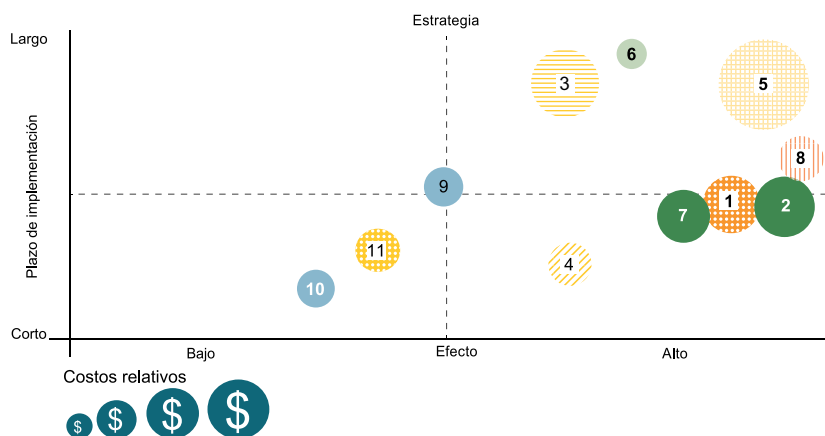 Estrategia
Largo
6
3
5
8
Plazo de implementación
9
1
2
7
11
4
10
Corto
Bajo
Efecto
Alto
Costos relativos
$ $ $ $